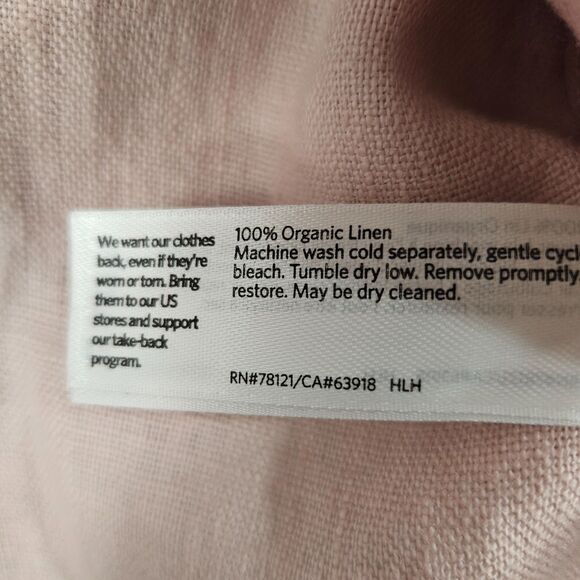 We want our clothes
back, even if they're
worn or torn. Bring
them to our US
stores and support
our take-back
program.
100% Organic Linen
Machine wash cold separately, gentle cycl
bleach. Tumble dry low. Remove promptly
restore. May be dry cleaned.
RN#78121/CA#63918 HLH